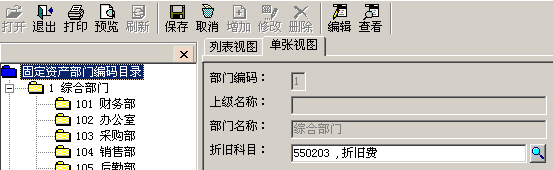 打开 退出 打印 预览 刷新 保存 取消 增加 修改 删除 编辑 查看
列表视图 单张视图
固定资产部门编码目录
1 综合部门
101 财务部
102 办公室
103 采购部
104 销售部
105 后勤部
部门编码： 1
上级名称：
部门名称： 综合部门
折旧科目： 550203 ,折旧费